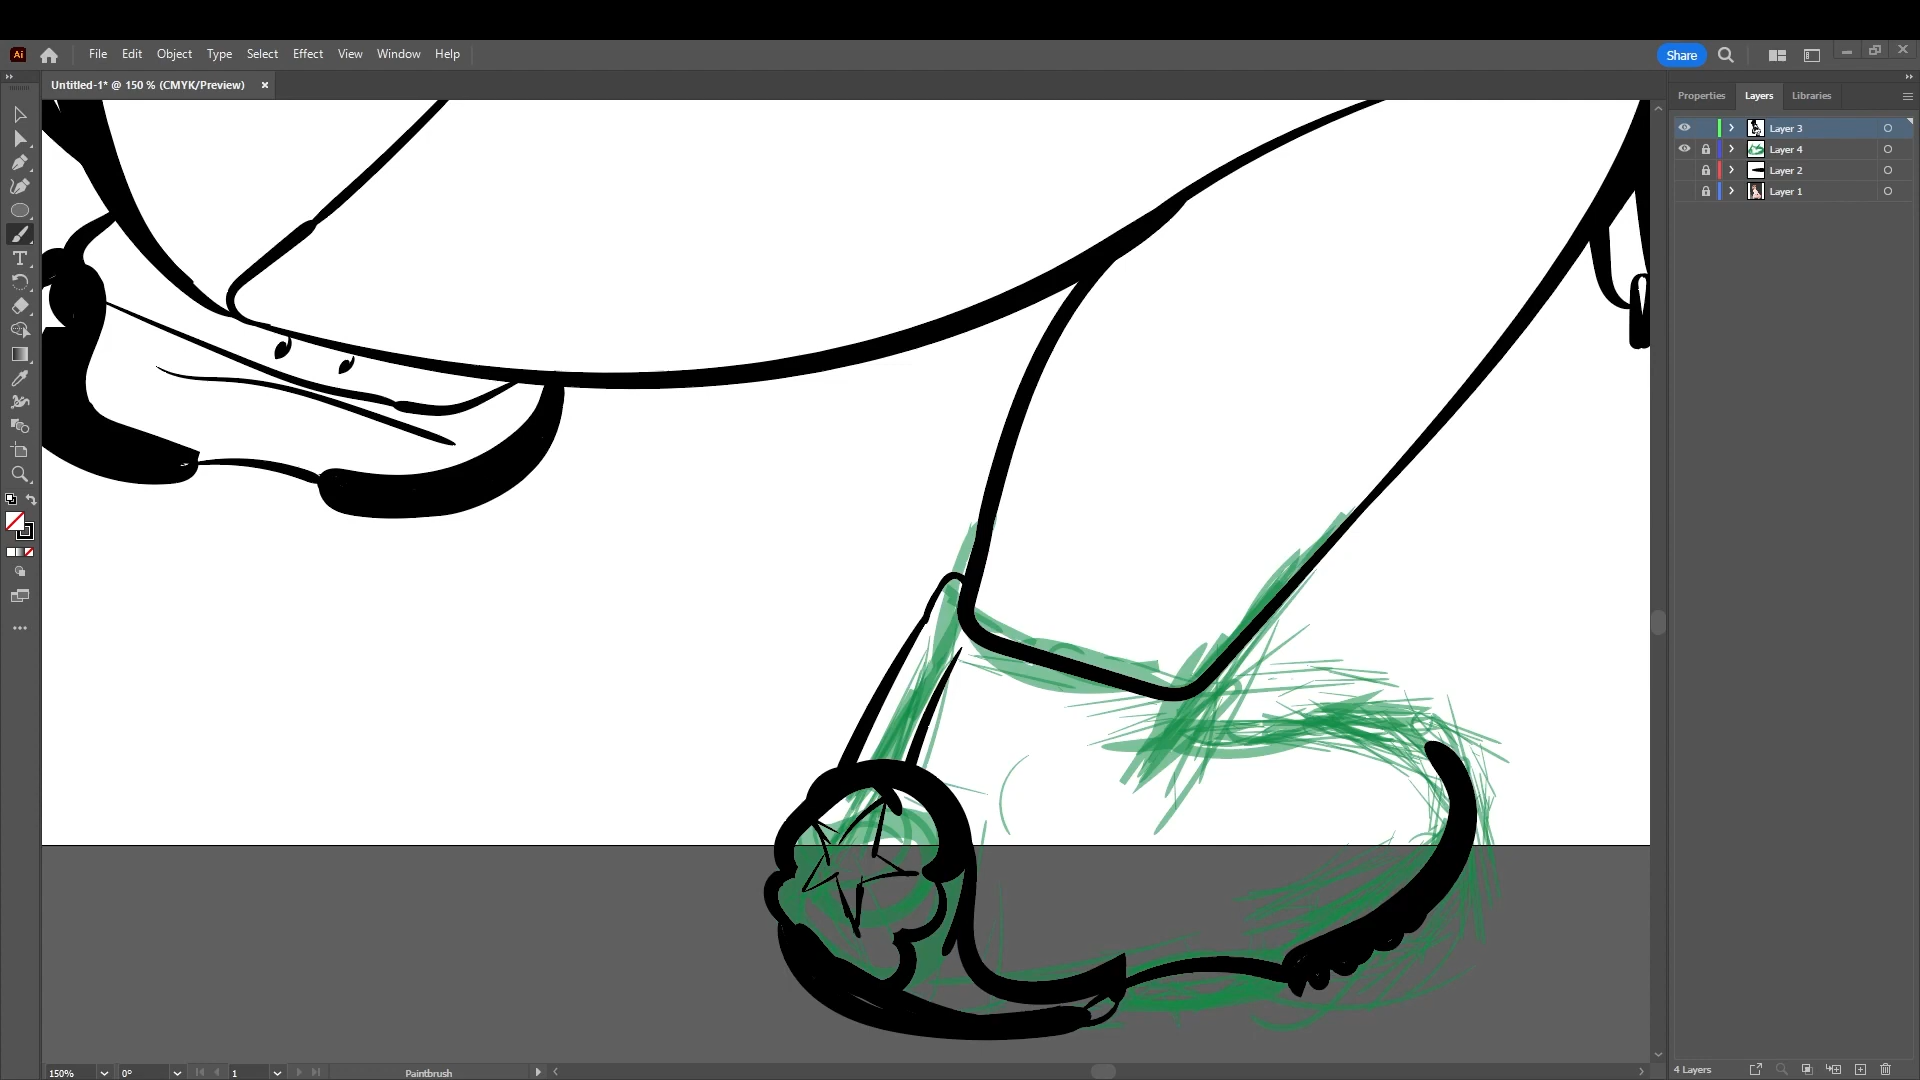 Ai File Edit Object Type Select Effect View Window Help Share
Untitled-1* @ 150 % (CMYK/Preview)
Properties Layers Libraries
Layer 3
Layer 4
Layer 2
Layer 1
150% 0° 1 Paintbrush 4 Layers